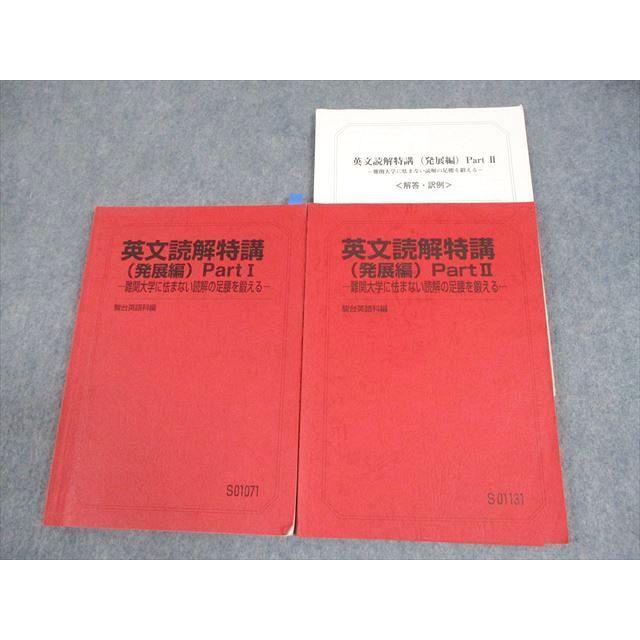 英文読解特講（発展編）Part Ⅱ
－難関大学に怯まない読解の足腰を鍛える－
＜解答・訳例＞
英文読解特講
（発展編）Part Ⅰ
－難関大学に怯まない読解の足腰を鍛える－
駿台英語科編
S01071
英文読解特講
（発展編）Part Ⅱ
－難関大学に怯まない読解の足腰を鍛える－
駿台英語科編
S01131